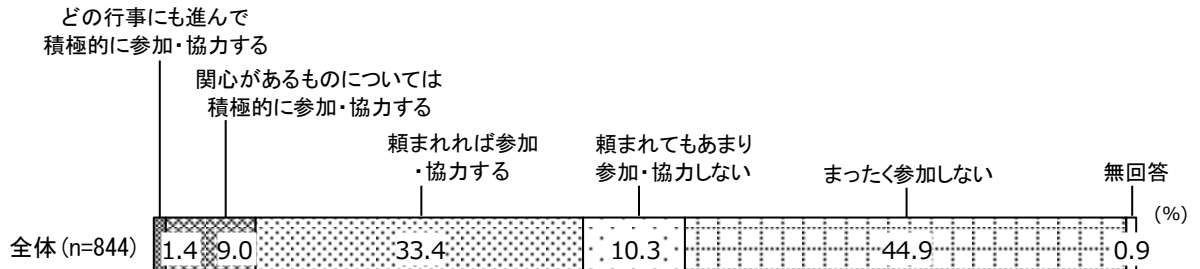 どの行事にも進んで
積極的に参加・協力する
関心があるものについては
積極的に参加・協力する
頼まれれば参加
・協力する
頼まれてもあまり
参加・協力しない
まったく参加しない
無回答
(%)
全体(n=844) 1.4 9.0 33.4 10.3 44.9 0.9